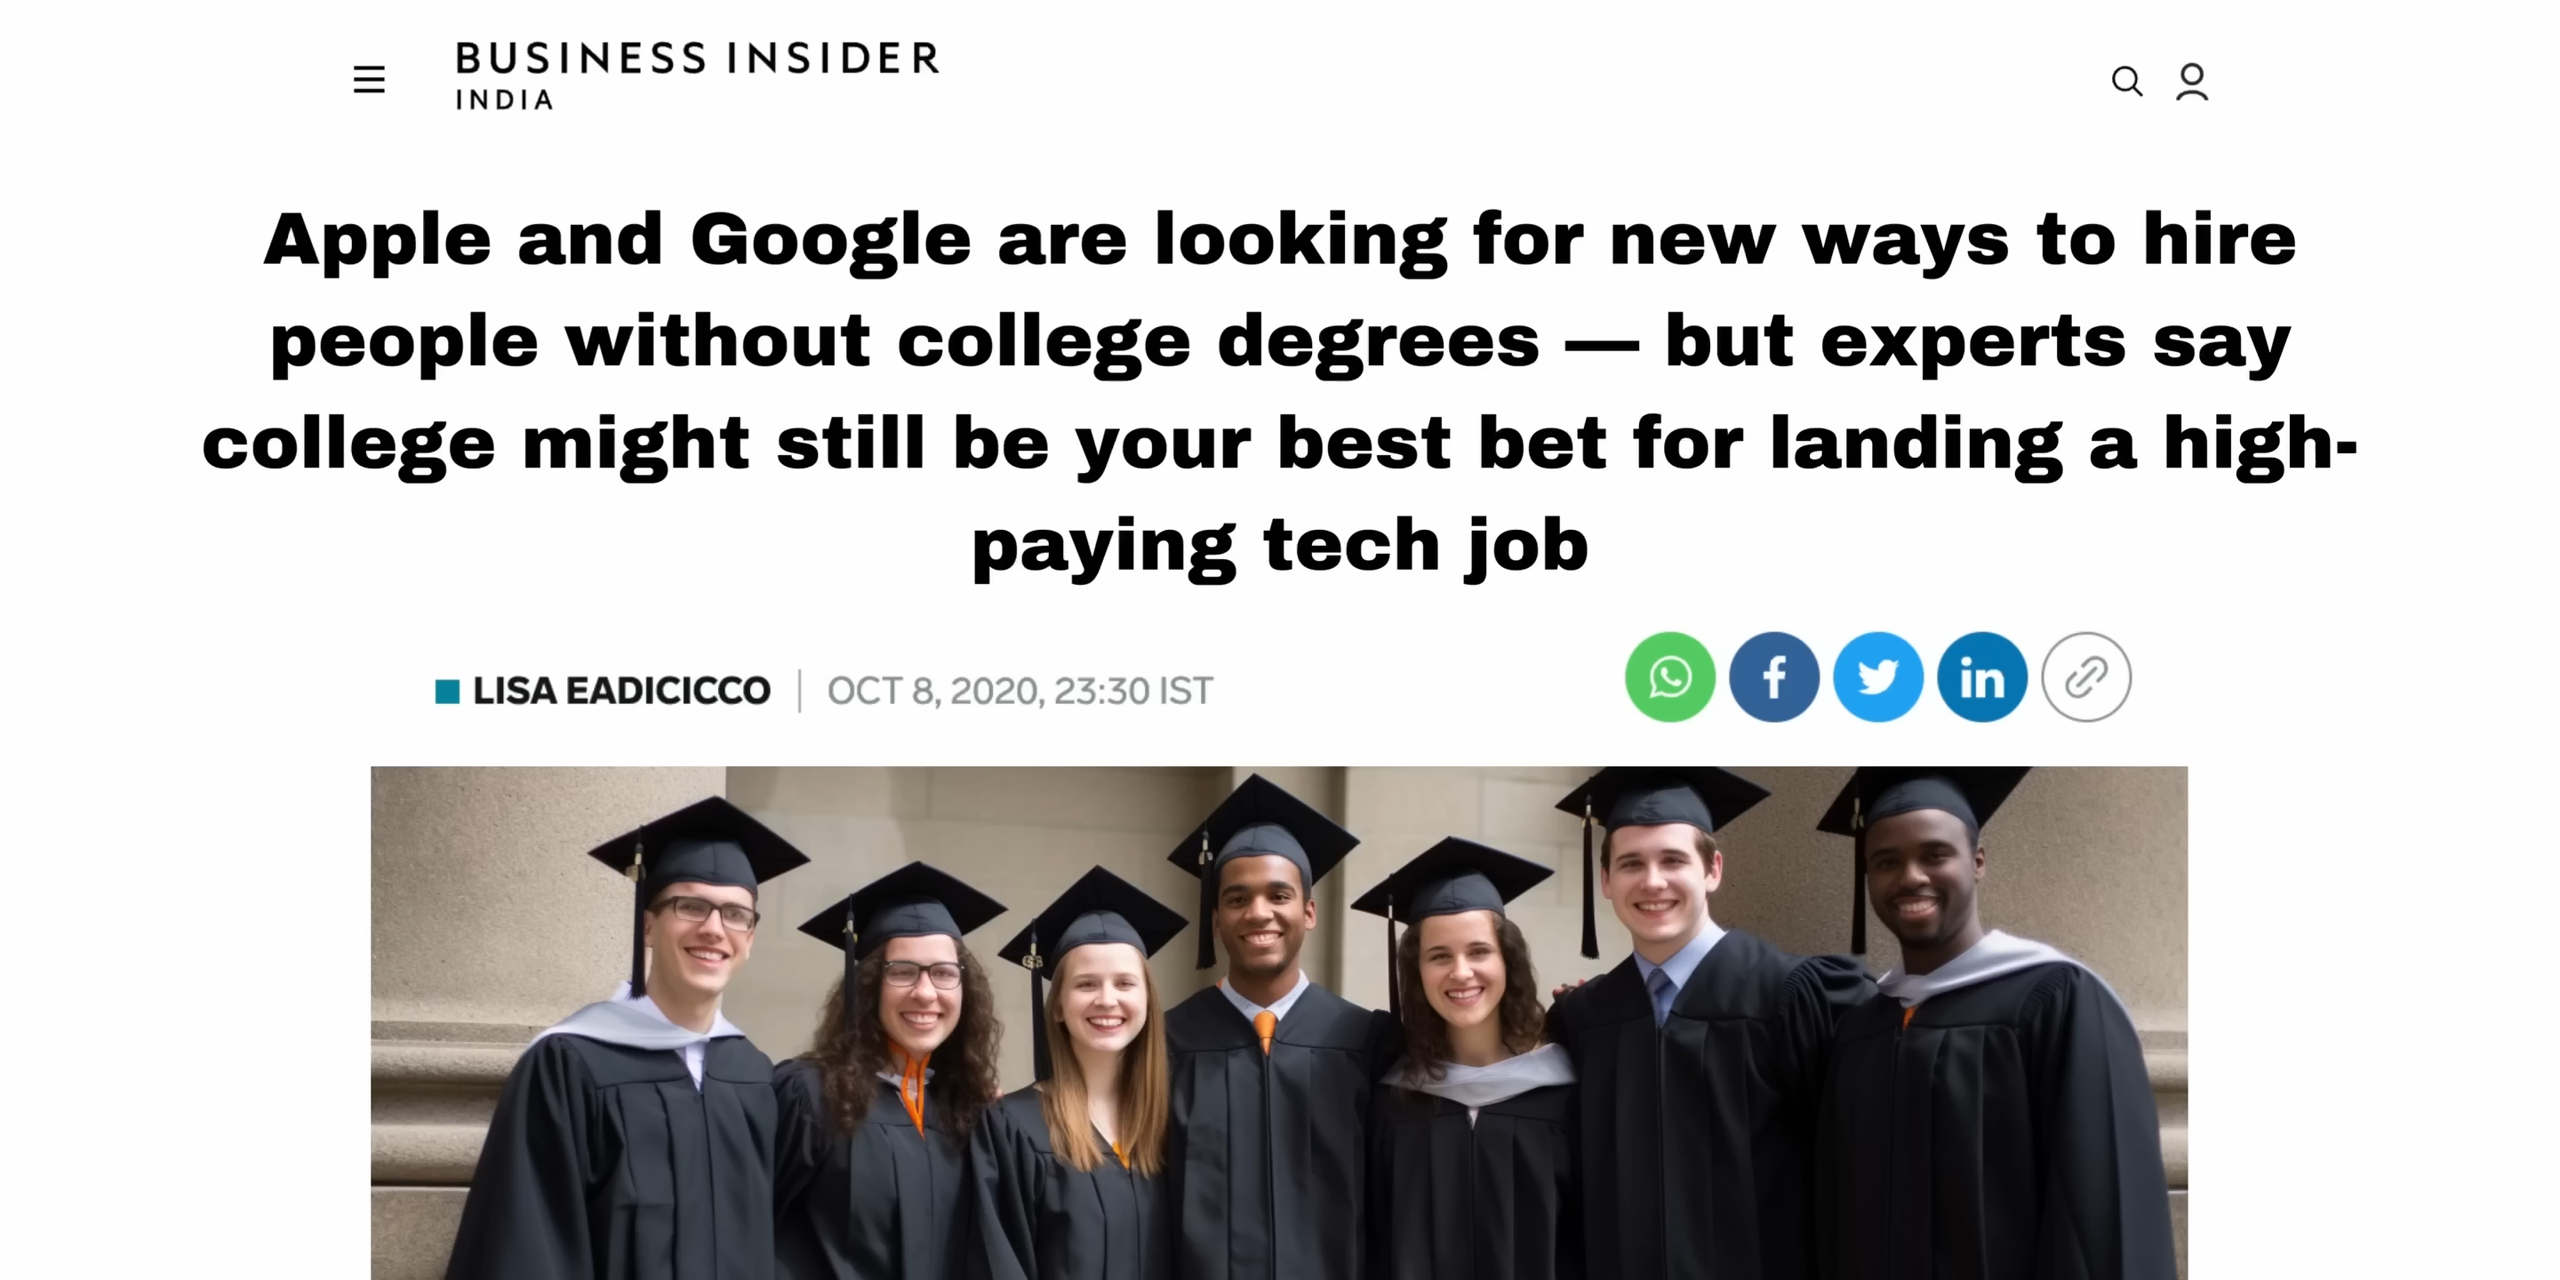 BUSINESS INSIDER
INDIA
Apple and Google are looking for new ways to hire
people without college degrees — but experts say
college might still be your best bet for landing a high-
paying tech job
LISA EADICICCO | OCT 8, 2020, 23:30 IST